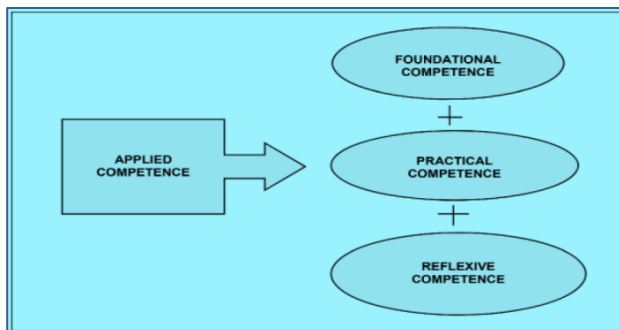 FOUNDATIONAL
COMPETENCE
+
APPLIED
COMPETENCE
PRACTICAL
COMPETENCE
+
REFLEXIVE
COMPETENCE